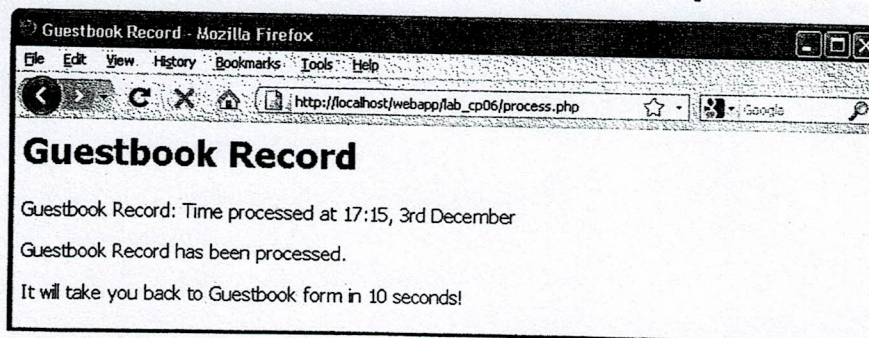 Guestbook Record - Mozilla Firefox
File Edit View History Bookmarks Tools Help
http://localhost/webapp/lab_cp06/process.php Google
Guestbook Record
Guestbook Record: Time processed at 17:15, 3rd December
Guestbook Record has been processed.
It will take you back to Guestbook form in 10 seconds!